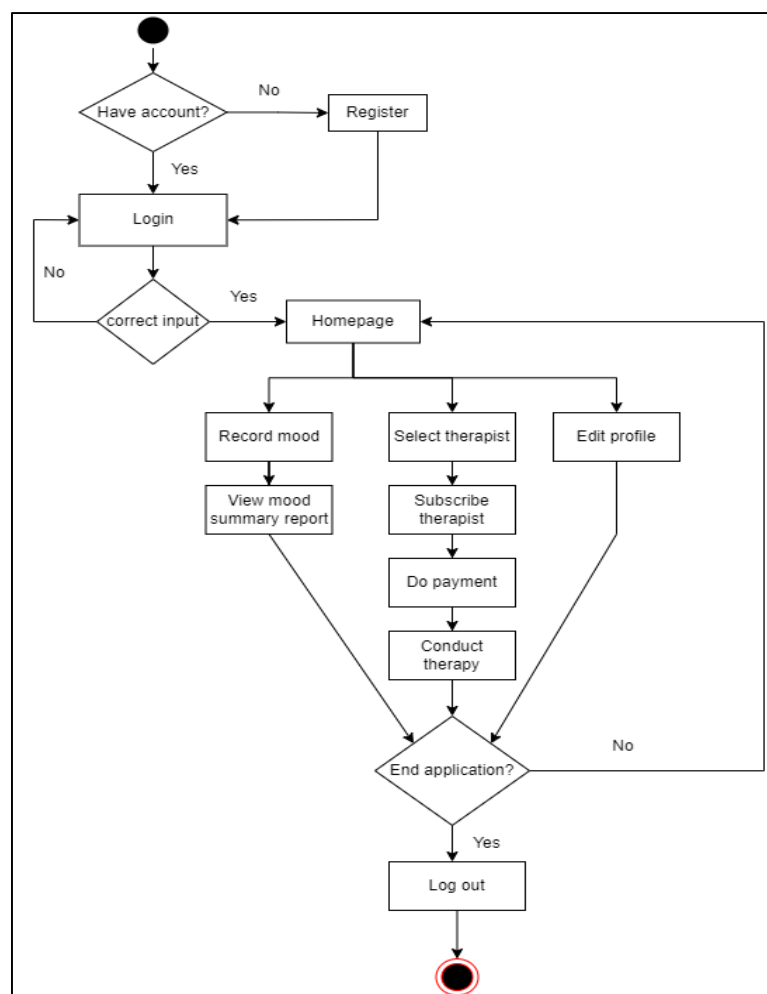 No
Have account?
Register
Yes
Login
No
Yes
correct input
Homepage
Record mood
Select therapist
Edit profile
View mood
summary report
Subscribe
therapist
Do payment
Conduct
therapy
No
End application?
Yes
Log out